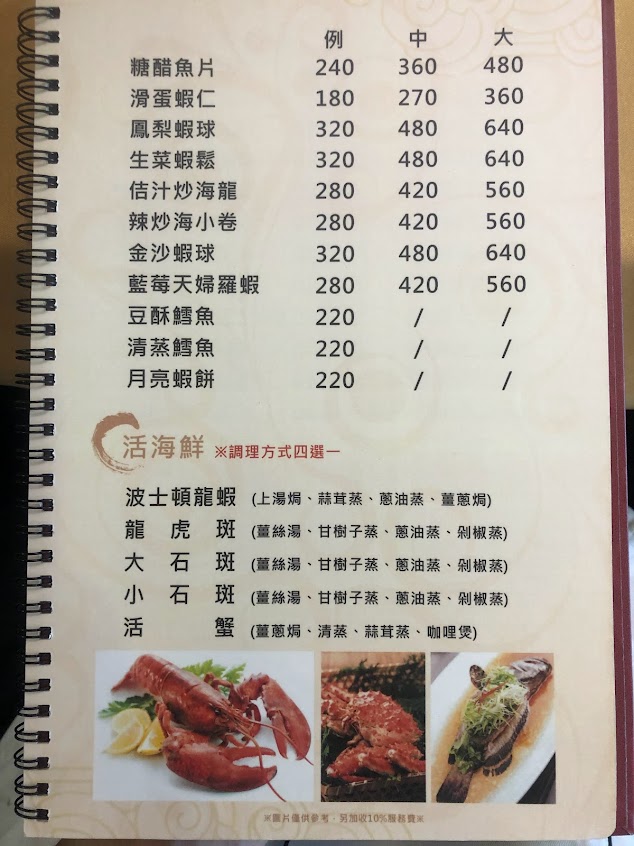 例 中 大
糖醋魚片 240 360 480
滑蛋蝦仁 180 270 360
鳳梨蝦球 320 480 640
生菜蝦鬆 320 480 640
佶汁炒海龍 280 420 560
辣炒海小卷 280 420 560
金沙蝦球 320 480 640
藍莓天婦羅蝦 280 420 560
豆酥鱈魚 220 / /
清蒸鱈魚 220 / /
月亮蝦餅 220 / /
活海鮮 ※調理方式四選一
波士頓龍蝦 (上湯焗、蒜茸蒸、蔥油蒸、薑蔥焗)
龍虎斑 (薑絲湯、甘樹子蒸、蔥油蒸、剁椒蒸)
大石斑 (薑絲湯、甘樹子蒸、蔥油蒸、剁椒蒸)
小石斑 (薑絲湯、甘樹子蒸、蔥油蒸、剁椒蒸)
活蟹 (薑蔥焗、清蒸、蒜茸蒸、咖哩煲)
※圖片僅供參考，另加收10%服務費※